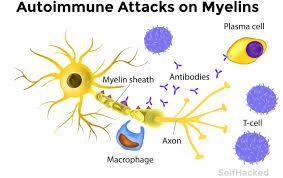 Autoimmune Attacks on Myelins
Plasma cell
Myelin sheath
Antibodies
T-cell
Axon
Macrophage
SelfHacked